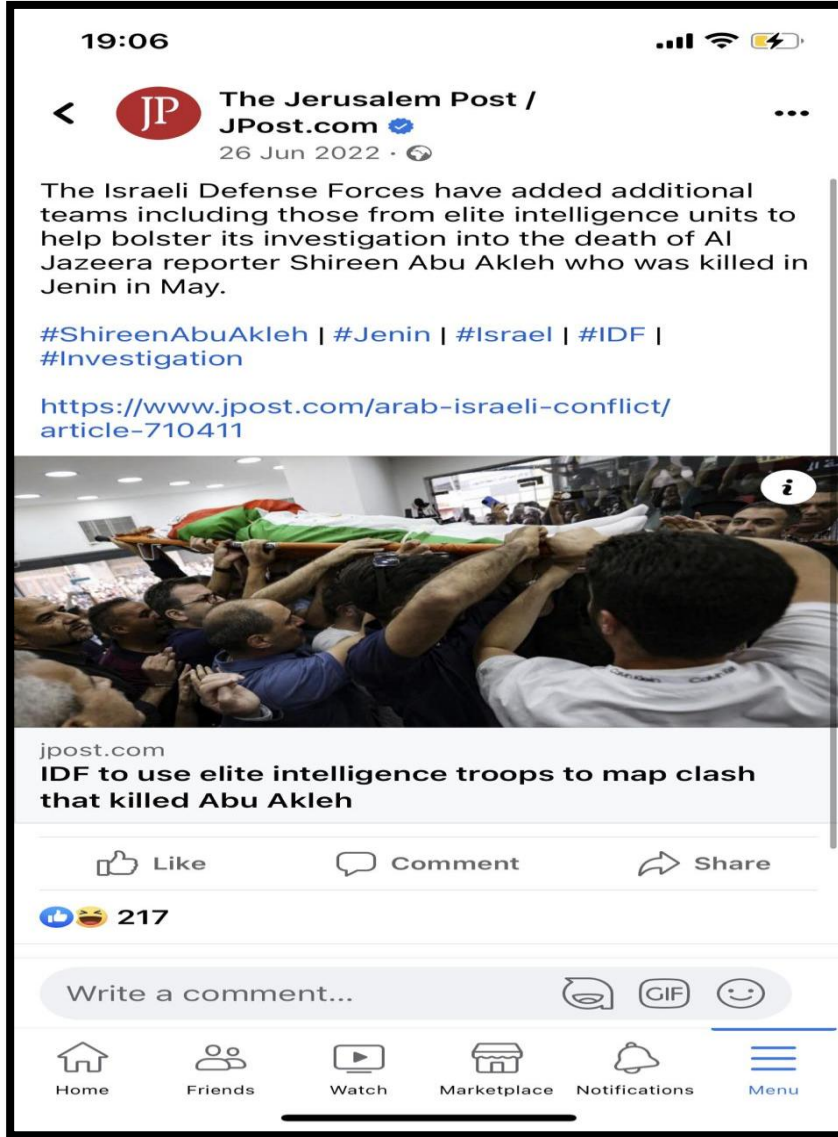 19:06
JP
The Jerusalem Post /
JPost.com
26 Jun 2022 ·
The Israeli Defense Forces have added additional
teams including those from elite intelligence units to
help bolster its investigation into the death of Al
Jazeera reporter Shireen Abu Akleh who was killed in
Jenin in May.
#ShireenAbuAkleh | #Jenin | #Israel | #IDF |
#Investigation
https://www.jpost.com/arab-israeli-conflict/
article-710411
i
jpost.com
IDF to use elite intelligence troops to map clash
that killed Abu Akleh
Like Comment Share
217
Write a comment... GIF
Home Friends Watch Marketplace Notifications Menu